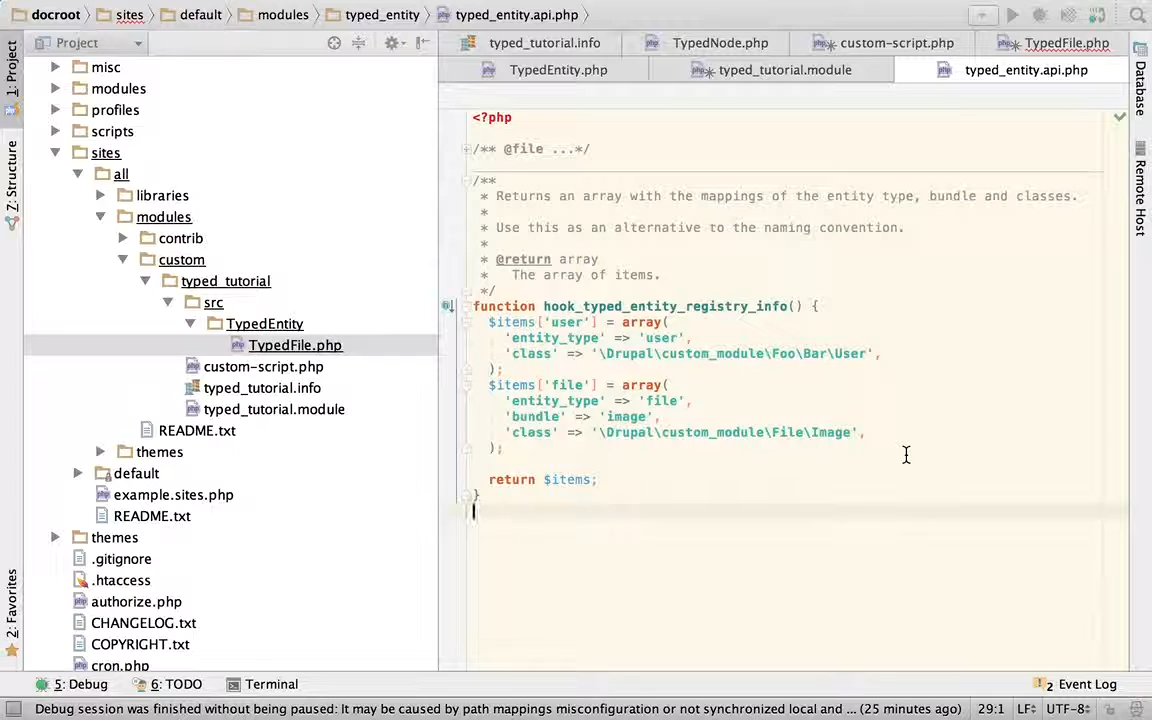 docroot sites default modules typed_entity typed_entity.api.php
Project
typed_tutorial.info TypedNode.php custom-script.php TypedFile.php
TypedEntity.php typed_tutorial.module typed_entity.api.php
1: Project
Z: Structure
2: Favorites
misc
modules
profiles
scripts
sites
all
libraries
modules
contrib
custom
typed_tutorial
src
TypedEntity
TypedFile.php
custom-script.php
typed_tutorial.info
typed_tutorial.module
README.txt
themes
default
example.sites.php
README.txt
themes
.gitignore
.htaccess
authorize.php
CHANGELOG.txt
COPYRIGHT.txt
cron.php
<?php
/** @file ...*/
/**
* Returns an array with the mappings of the entity type, bundle and classes.
*
* Use this as an alternative to the naming convention.
*
* @return array
* The array of items.
*/
function hook_typed_entity_registry_info() {
$items['user'] = array(
'entity_type' => 'user',
'class' => '\Drupal\custom_module\Foo\Bar\User',
);
$items['file'] = array(
'entity_type' => 'file',
'bundle' => 'image',
'class' => '\Drupal\custom_module\File\Image',
);
return $items;
}
Database
Remote Host
5: Debug 6: TODO Terminal 2 Event Log
Debug session was finished without being paused: It may be caused by path mappings misconfiguration or not synchronized local and ... (25 minutes ago) 29:1 LF UTF-8